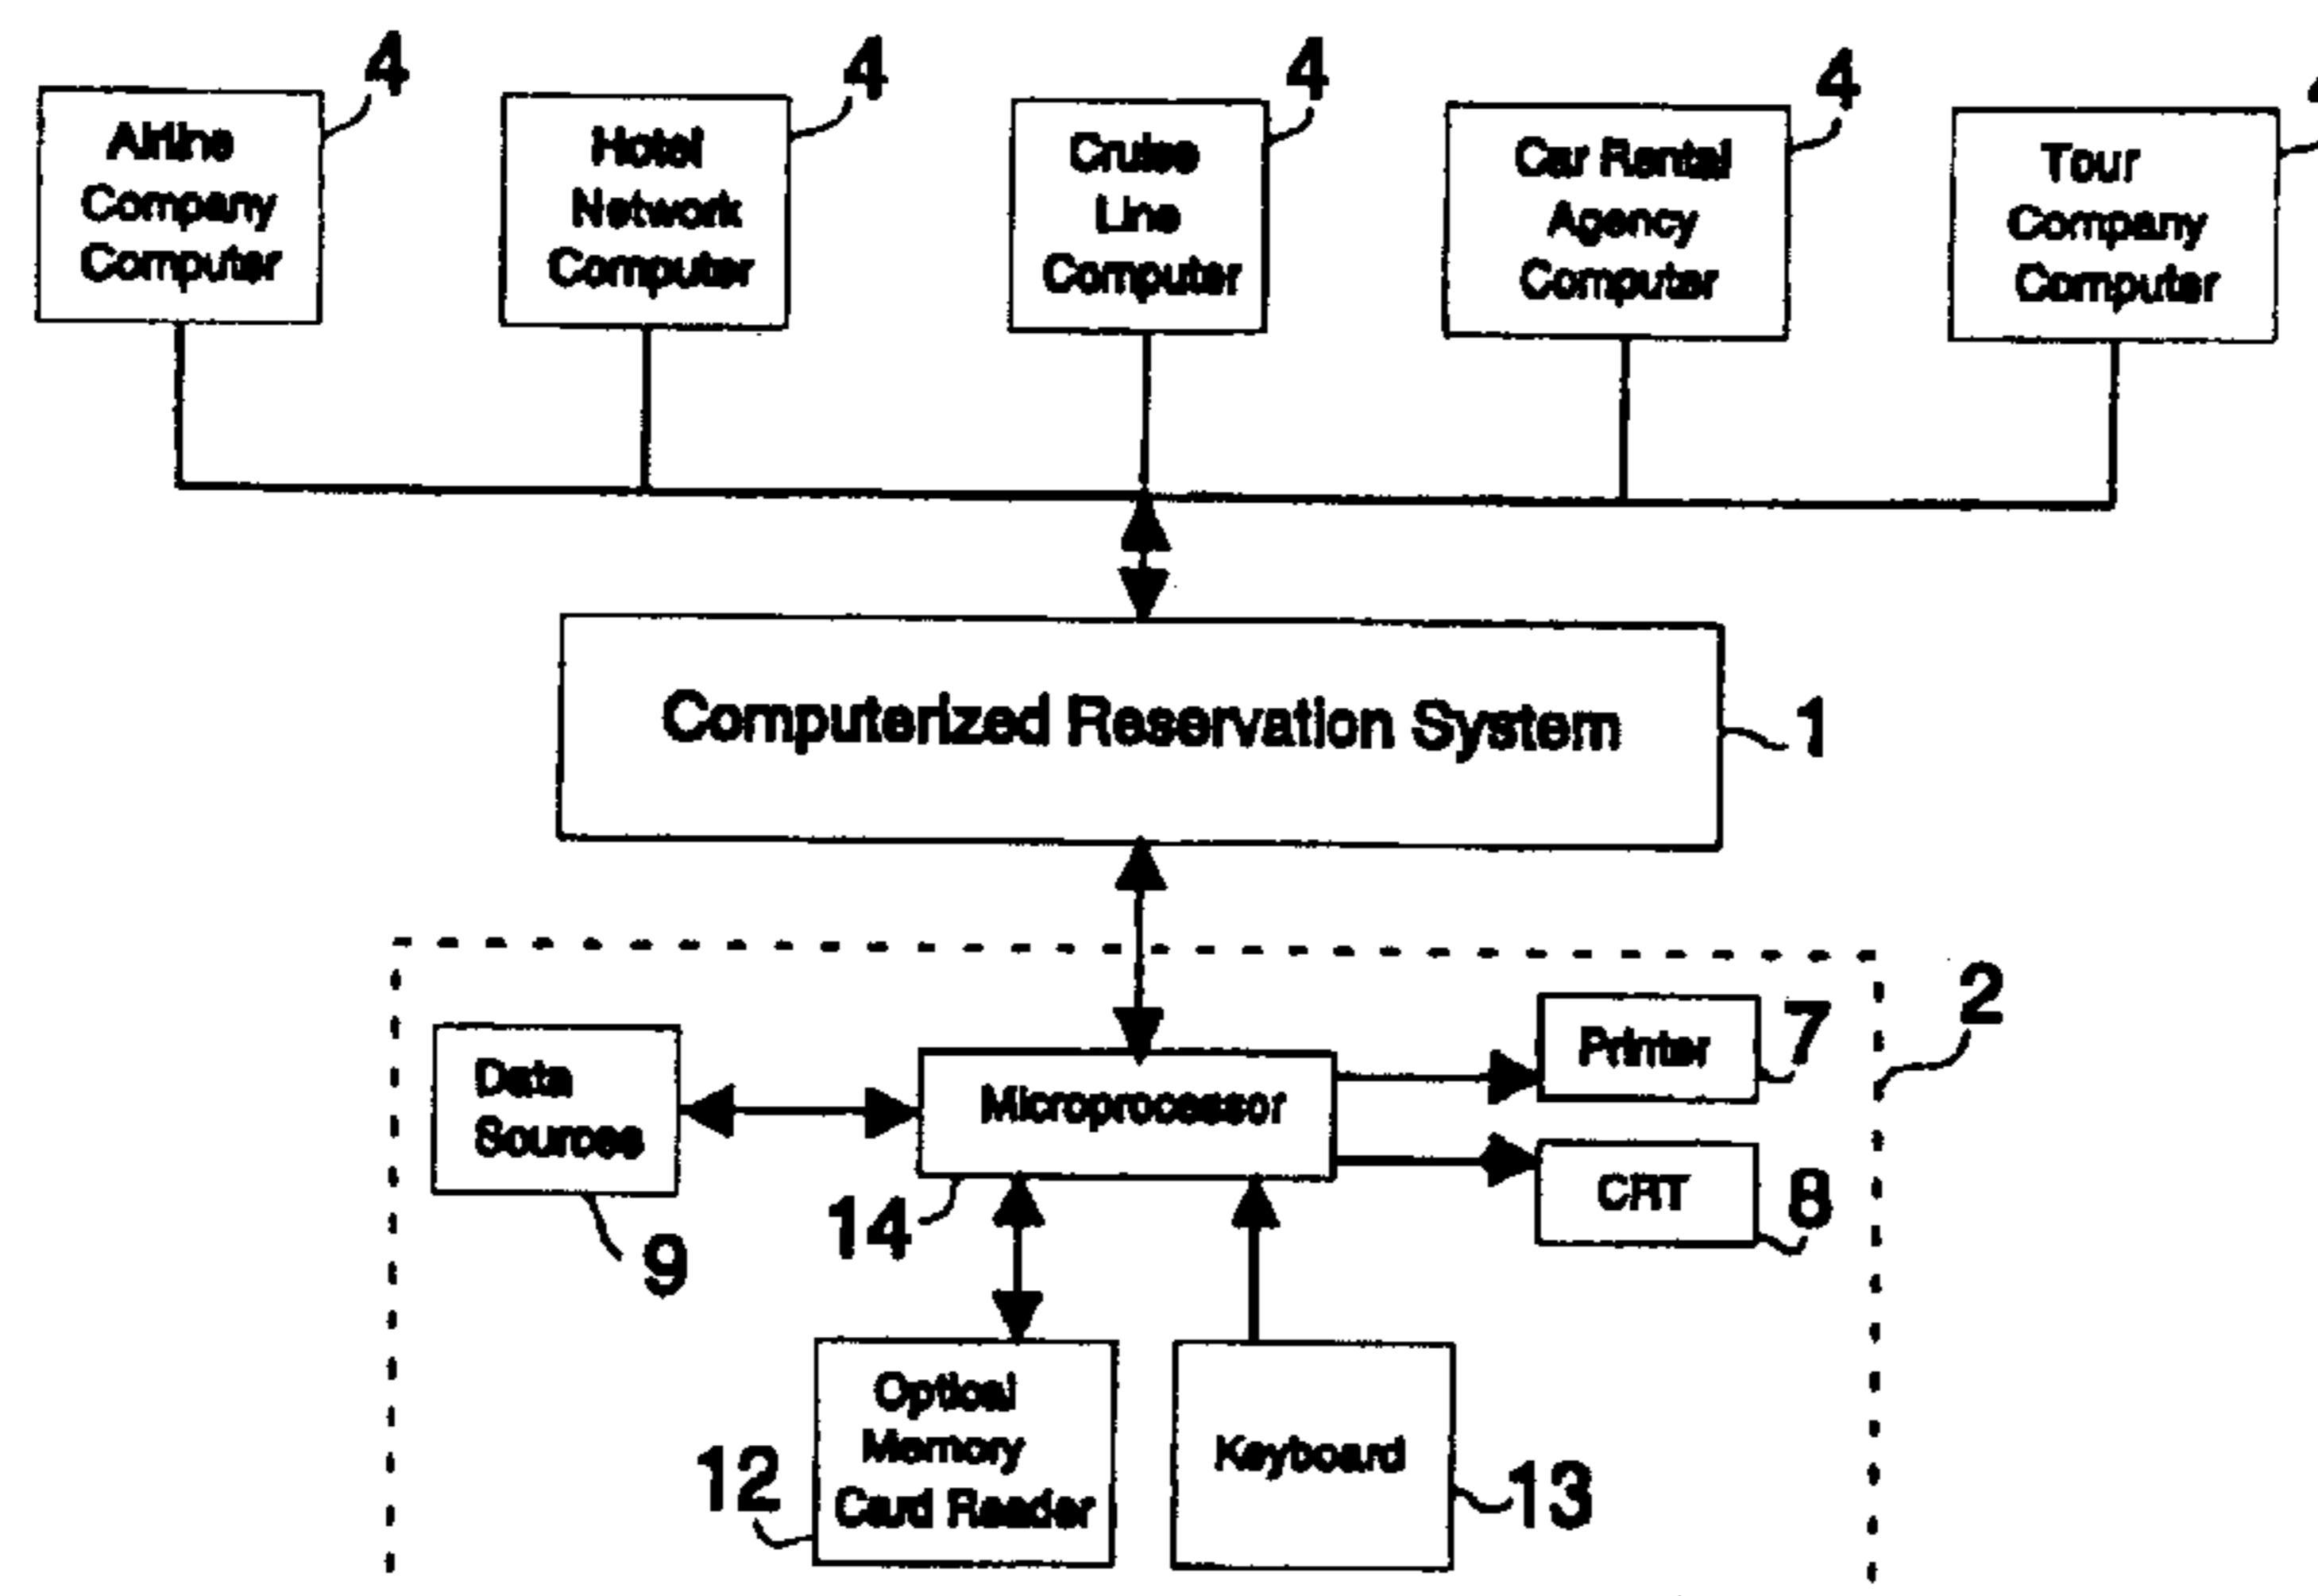 4
4
4
4
Airline
Company
Computer
Hotel
Network
Computer
Cruise
Line
Computer
Car Rental
Agency
Computer
Tour
Company
Computer
Computerized Reservation System
1
2
Data
Sources
9
Microprocessor
14
Printer
7
CRT
8
Optical
Memory
Card Reader
12
Keyboard
13